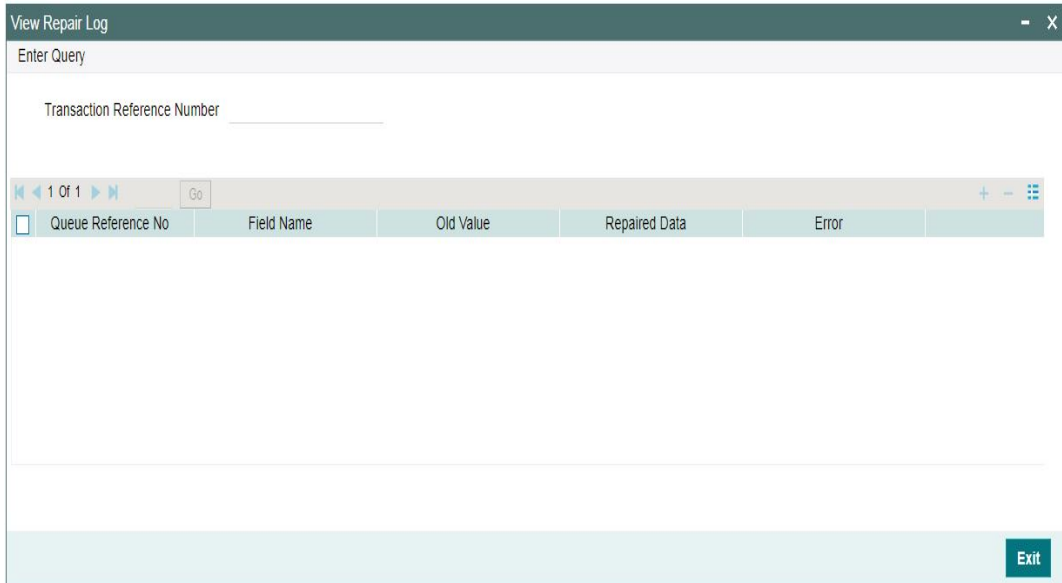 View Repair Log
Enter Query
Transaction Reference Number
1 Of 1 Go
Queue Reference No Field Name Old Value Repaired Data Error
Exit